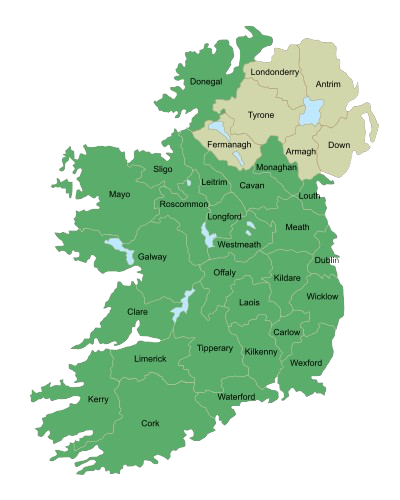 Londonderry
Donegal
Antrim
Tyrone
Fermanagh
Armagh
Down
Monaghan
Sligo
Leitrim
Cavan
Mayo
Louth
Roscommon
Longford
Meath
Westmeath
Galway
Dublin
Offaly
Kildare
Wicklow
Laois
Clare
Carlow
Tipperary
Kilkenny
Limerick
Wexford
Kerry
Waterford
Cork